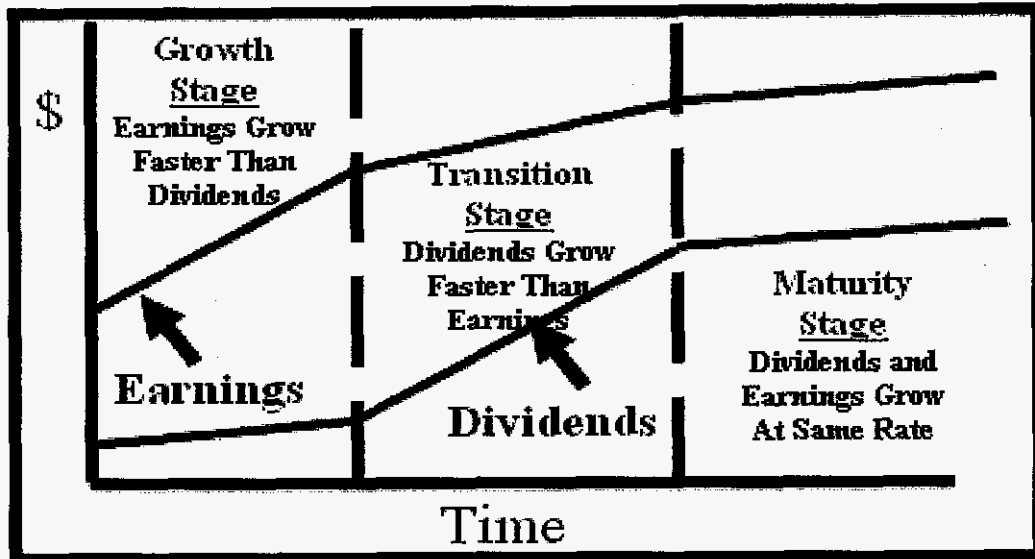 $
Growth
Stage
Earnings Grow
Faster Than
Dividends
Earnings
Transition
Stage
Dividends Grow
Faster Than
Earnings
Dividends
Maturity
Stage
Dividends and
Earnings Grow
At Same Rate
Time